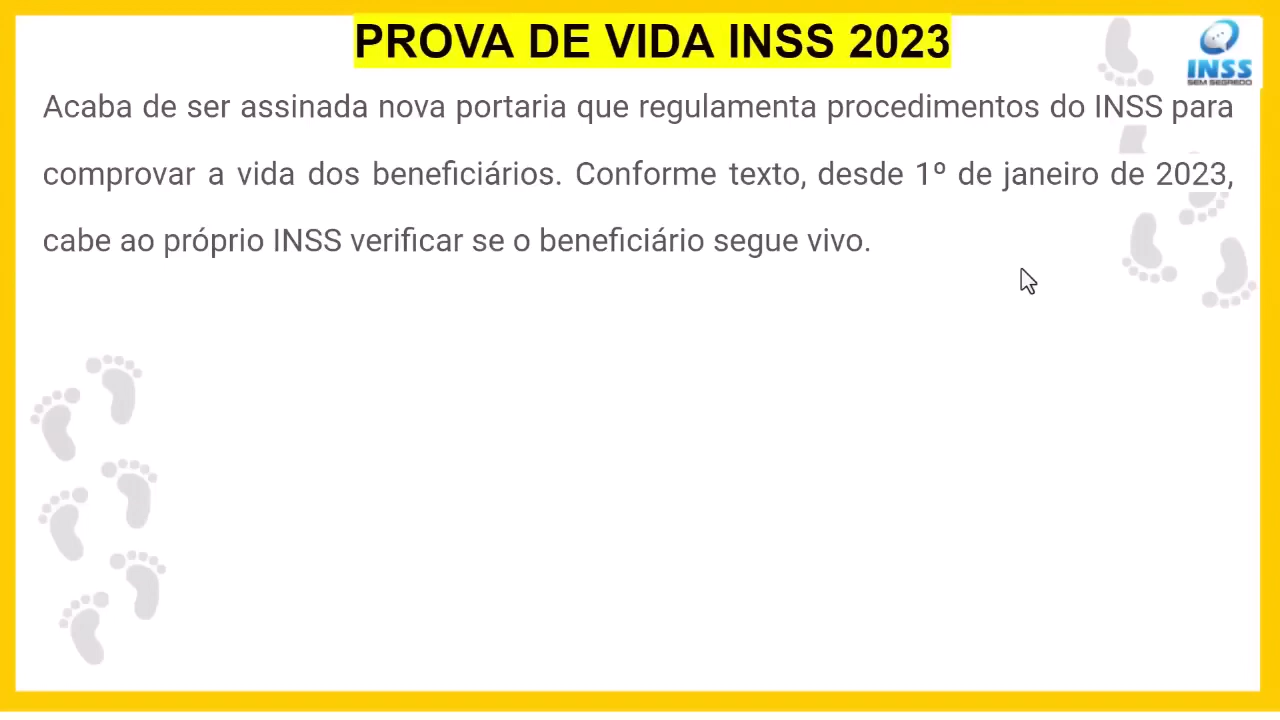 PROVA DE VIDA INSS 2023
INSS
SEM SEGREDO
Acaba de ser assinada nova portaria que regulamenta procedimentos do INSS para
comprovar a vida dos beneficiários. Conforme texto, desde 1º de janeiro de 2023,
cabe ao próprio INSS verificar se o beneficiário segue vivo.